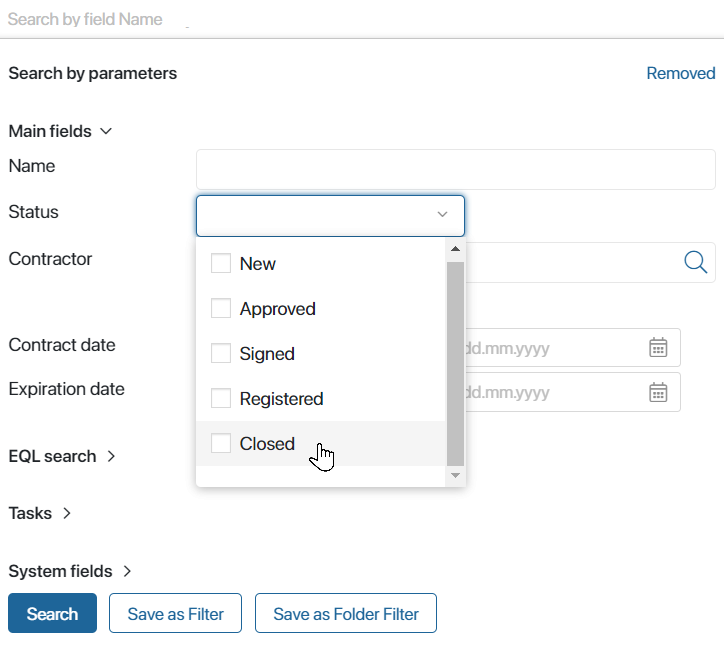 Search by field Name
Search by parameters Removed
Main fields
Name
Status
Contractor
New
Approved
Signed
Registered
Closed
Contract date dd.mm.yyyy
Expiration date dd.mm.yyyy
EQL search
Tasks
System fields
Search Save as Filter Save as Folder Filter